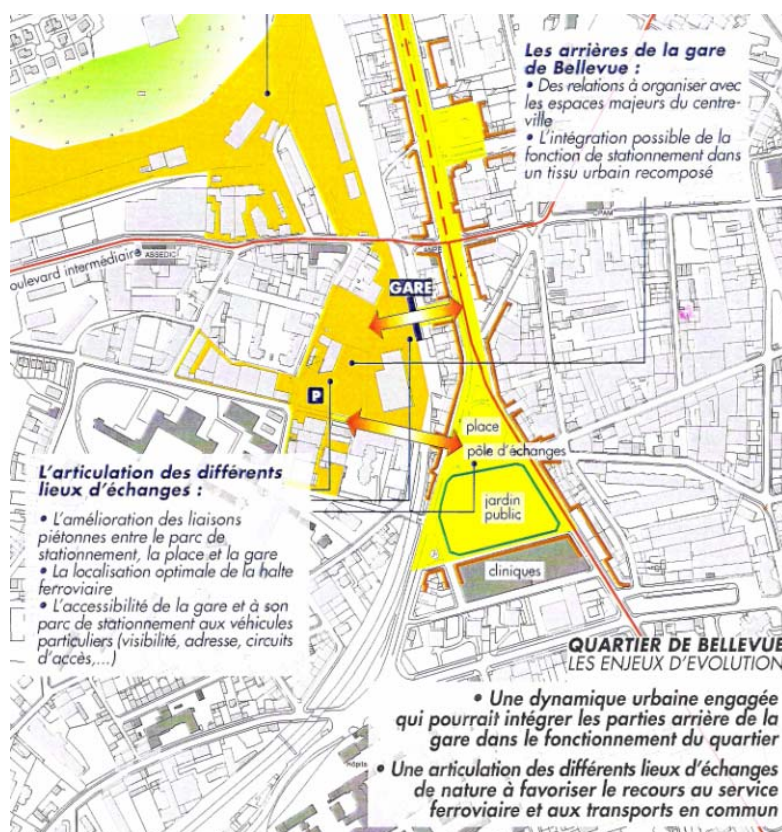 Les arrières de la gare
de Bellevue :
• Des relations à organiser avec
les espaces majeurs du centre-
ville
• L'intégration possible de la
fonction de stationnement dans
un tissu urbain recomposé
boulevard intermédiaire
ASSEDIC
ANPE
CPAM
GARE
P
place
pôle d'échanges
jardin
public
cliniques
L'articulation des différents
lieux d'échanges :
• L'amélioration des liaisons
piétonnes entre le parc de
stationnement, la place et la gare
• La localisation optimale de la halte
ferroviaire
• L'accessibilité de la gare et à son
parc de stationnement aux véhicules
particuliers (visibilité, adresse, circuits
d'accès,...)
QUARTIER DE BELLEVUE
LES ENJEUX D'EVOLUTION
• Une dynamique urbaine engagée
qui pourrait intégrer les parties arrière de la
gare dans le fonctionnement du quartier
• Une articulation des différents lieux d'échanges
de nature à favoriser le recours au service
ferroviaire et aux transports en commun